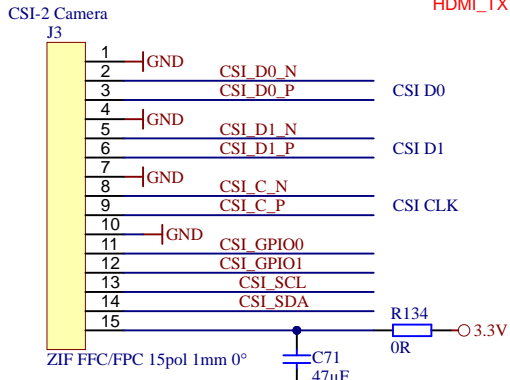 HDMI_TX
CSI-2 Camera
J3
1 GND
2 CSI_D0_N
3 CSI_D0_P CSI D0
4 GND
5 CSI_D1_N
6 CSI_D1_P CSI D1
7 GND
8 CSI_C_N
9 CSI_C_P CSI CLK
10 GND
11 CSI_GPIO0
12 CSI_GPIO1
13 CSI_SCL
14 CSI_SDA
15
R134
3.3V
0R
ZIF FFC/FPC 15pol 1mm 0°
C71
47uF